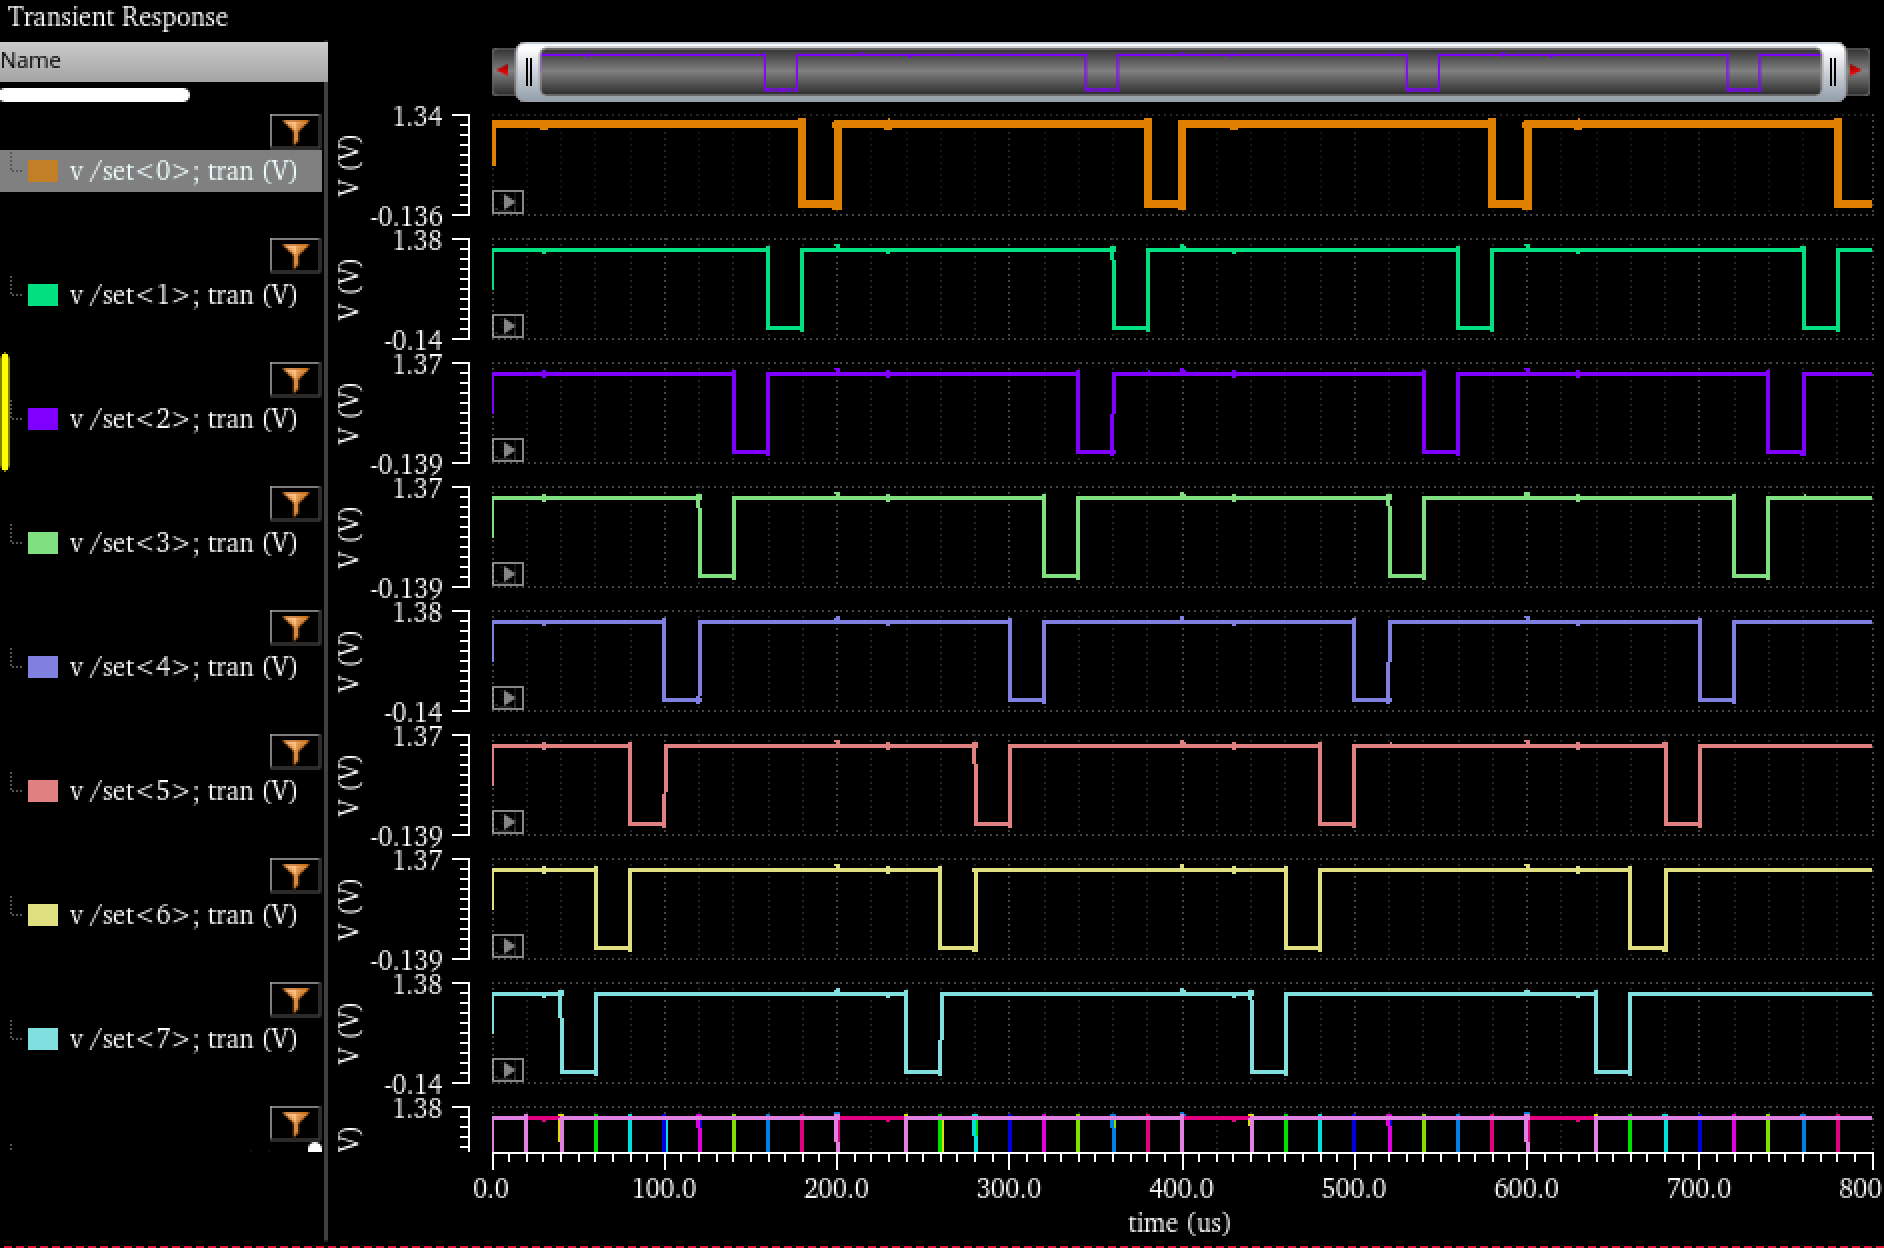 Transient Response
Name
v /set<0>; tran (V)
v /set<1>; tran (V)
v /set<2>; tran (V)
v /set<3>; tran (V)
v /set<4>; tran (V)
v /set<5>; tran (V)
v /set<6>; tran (V)
v /set<7>; tran (V)
1.34
V (V)
-0.136
1.38
V (V)
-0.14
1.37
V (V)
-0.139
1.37
V (V)
-0.139
1.38
V (V)
-0.14
1.37
V (V)
-0.139
1.37
V (V)
-0.139
1.38
V (V)
-0.14
1.38
V)
0.0 100.0 200.0 300.0 400.0 500.0 600.0 700.0 800
time (us)